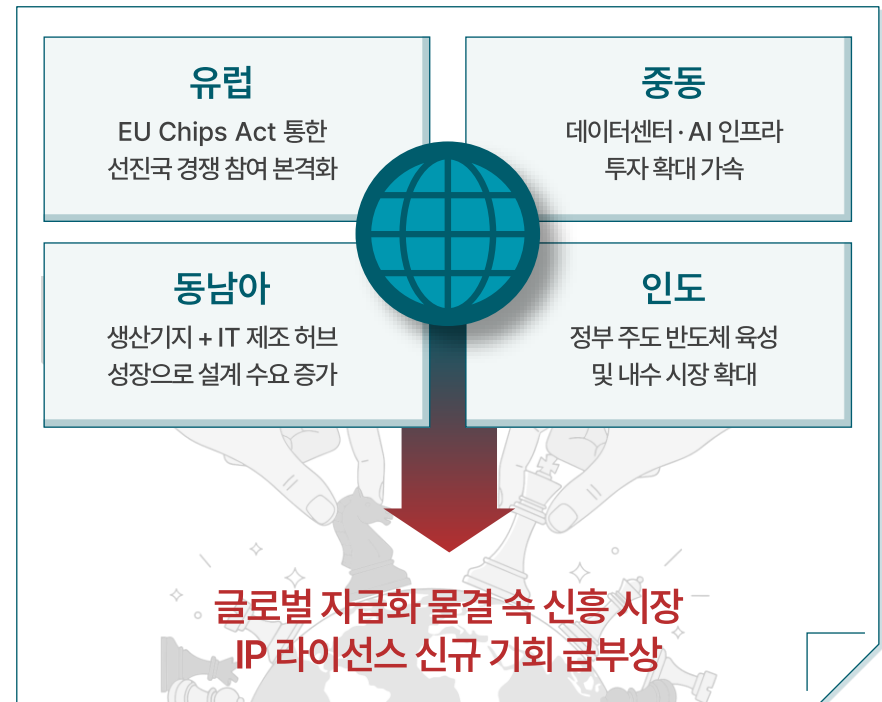 유럽
EU Chips Act 통한
선진국 경쟁 참여 본격화
중동
데이터센터 · AI 인프라
투자 확대 가속
동남아
생산기지 + IT 제조 허브
성장으로 설계 수요 증가
인도
정부 주도 반도체 육성
및 내수 시장 확대
글로벌 자급화 물결 속 신흥 시장
IP 라이선스 신규 기회 급부상